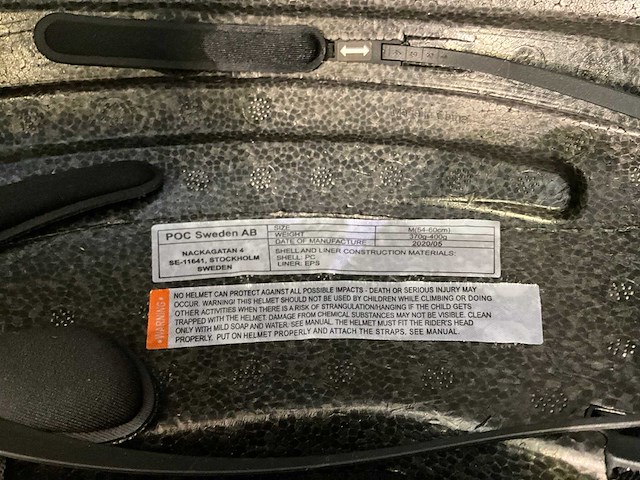 POC Sweden AB
NACKAGATAN 4
SE-11641, STOCKHOLM
SWEDEN
SIZE M(54-60cm)
WEIGHT 370g-400g
DATE OF MANUFACTURE 2020/05
SHELL AND LINER CONSTRUCTION MATERIALS:
SHELL: PC
LINER: EPS
•WARNING•
NO HELMET CAN PROTECT AGAINST ALL POSSIBLE IMPACTS - DEATH OR SERIOUS INJURY MAY
OCCUR. WARNING! THIS HELMET SHOULD NOT BE USED BY CHILDREN WHILE CLIMBING OR DOING
OTHER ACTIVITIES WHEN THERE IS A RISK OF STRANGULATION/HANGING IF THE CHILD GETS
TRAPPED WITH THE HELMET. DAMAGE FROM CHEMICAL SUBSTANCES MAY NOT BE VISIBLE. CLEAN
ONLY WITH MILD SOAP AND WATER. SEE MANUAL. THE HELMET MUST FIT THE RIDER'S HEAD
PROPERLY. PUT ON HELMET PROPERLY AND ATTACH THE STRAPS. SEE MANUAL.